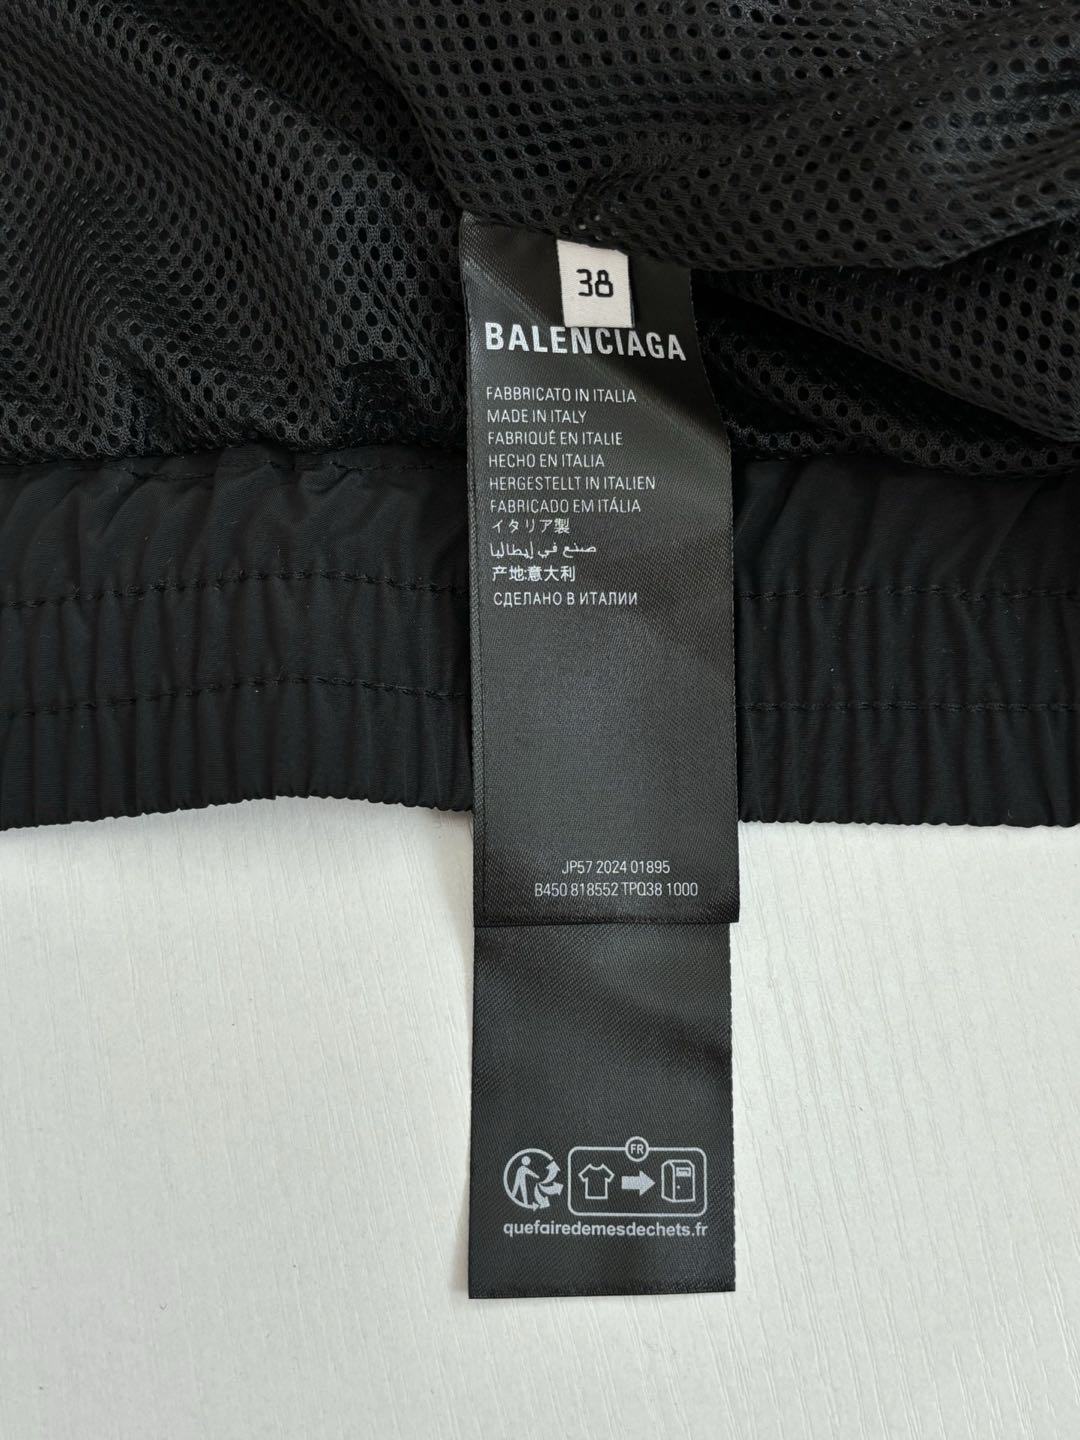 38
BALENCIAGA
FABBRICATO IN ITALIA
MADE IN ITALY
FABRIQUÉ EN ITALIE
HECHO EN ITALIA
HERGESTELLT IN ITALIEN
FABRICADO EM ITÁLIA
イタリア製
صنع في إيطاليا
产地:意大利
СДЕЛАНО В ИТАЛИИ
JP57 2024 01895
B450 818552 TPQ38 1000
FR
quefairedemesdechets.fr